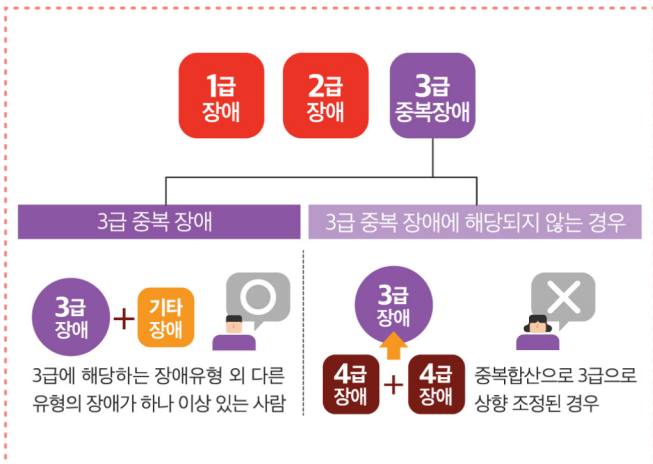 1급
장애
2급
장애
3급
중복장애
3급 중복 장애
3급 중복 장애에 해당되지 않는 경우
3급
장애
+
기타
장애
3급에 해당하는 장애유형 외 다른
유형의 장애가 하나 이상 있는 사람
3급
장애
4급
장애
+
4급
장애
중복합산으로 3급으로
상향 조정된 경우